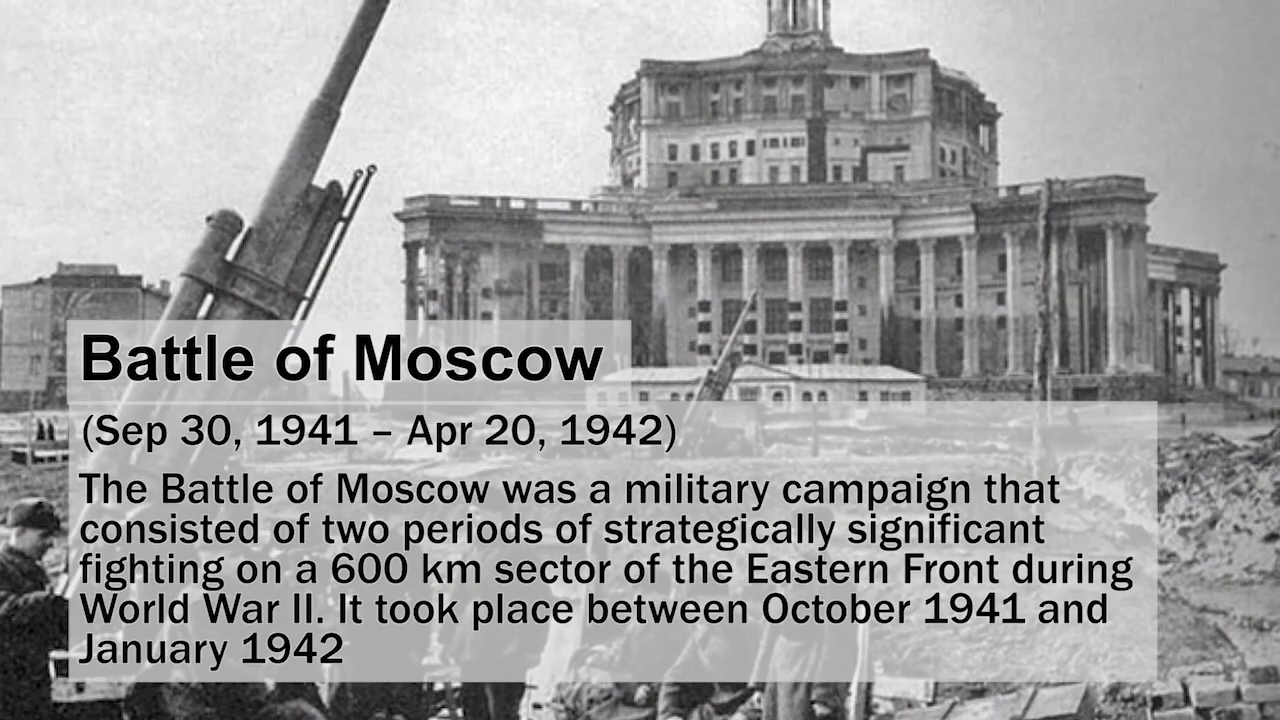 Battle of Moscow
(Sep 30, 1941 – Apr 20, 1942)
The Battle of Moscow was a military campaign that
consisted of two periods of strategically significant
fighting on a 600 km sector of the Eastern Front during
World War II. It took place between October 1941 and
January 1942